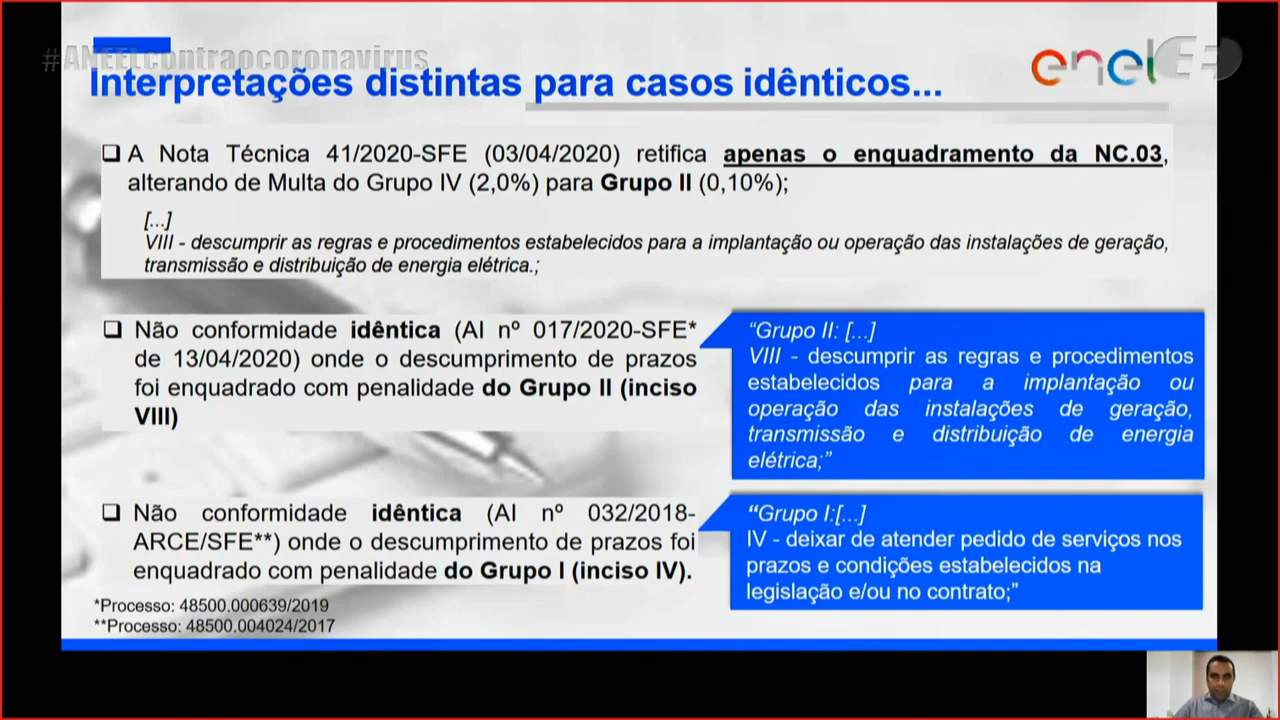 #ANEELcontraocoronavirus
Interpretações distintas para casos idênticos...
enel
❑ A Nota Técnica 41/2020-SFE (03/04/2020) retifica apenas o enquadramento da NC.03,
alterando de Multa do Grupo IV (2,0%) para Grupo II (0,10%);
[...]
VIII - descumprir as regras e procedimentos estabelecidos para a implantação ou operação das instalações de geração,
transmissão e distribuição de energia elétrica.;
❑ Não conformidade idêntica (AI nº 017/2020-SFE*
de 13/04/2020) onde o descumprimento de prazos
foi enquadrado com penalidade do Grupo II (inciso
VIII)
“Grupo II: [...]
VIII - descumprir as regras e procedimentos
estabelecidos para a implantação ou
operação das instalações de geração,
transmissão e distribuição de energia
elétrica;”
❑ Não conformidade idêntica (AI nº 032/2018-
ARCE/SFE**) onde o descumprimento de prazos foi
enquadrado com penalidade do Grupo I (inciso IV).
“Grupo I:[...]
IV - deixar de atender pedido de serviços nos
prazos e condições estabelecidos na
legislação e/ou no contrato;”
*Processo: 48500.000639/2019
**Processo: 48500.004024/2017